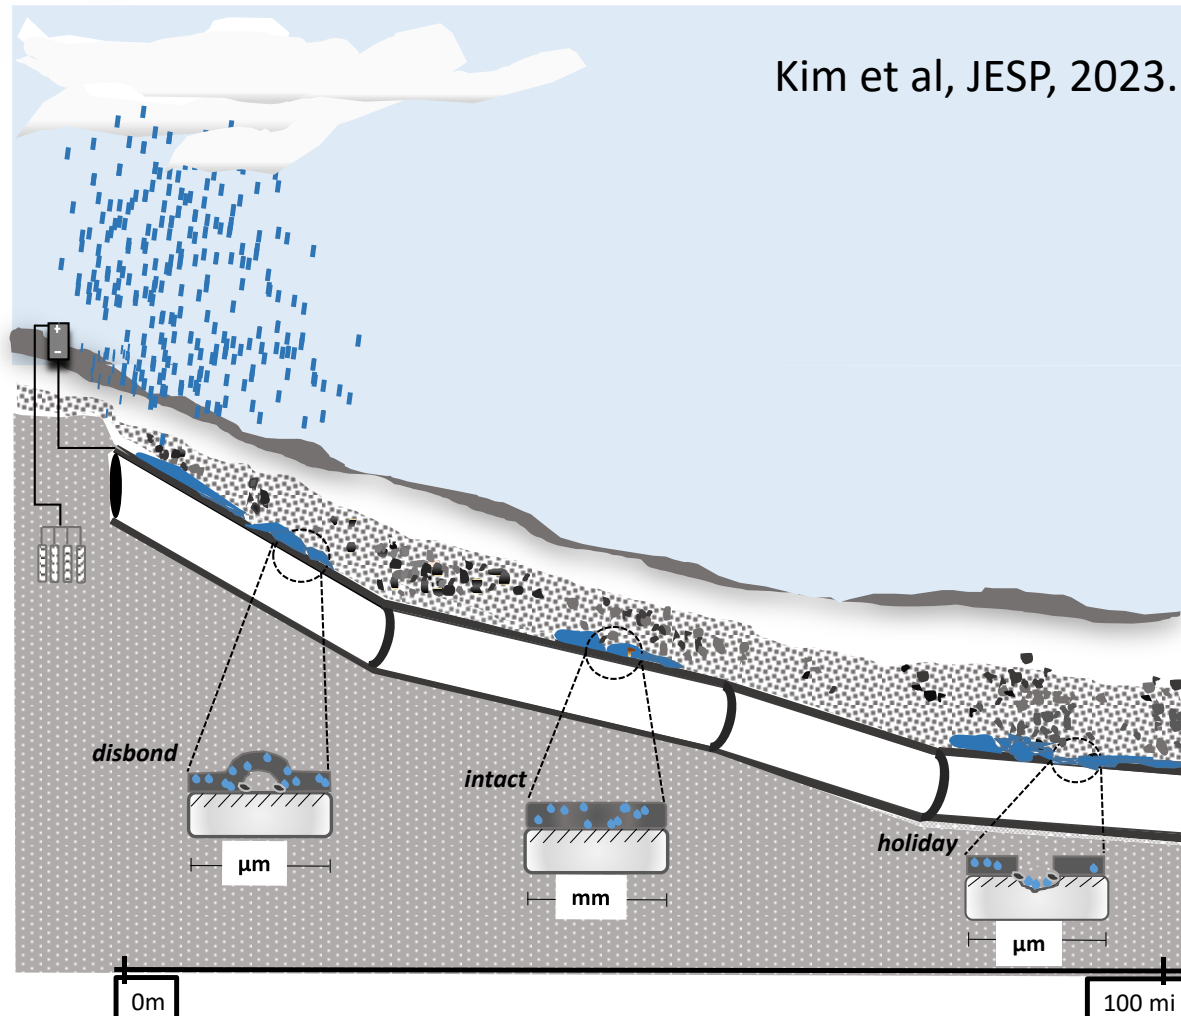 Kim et al, JESP, 2023.
+
–
disbond
intact
holiday
µm
mm
µm
0m
100 mi